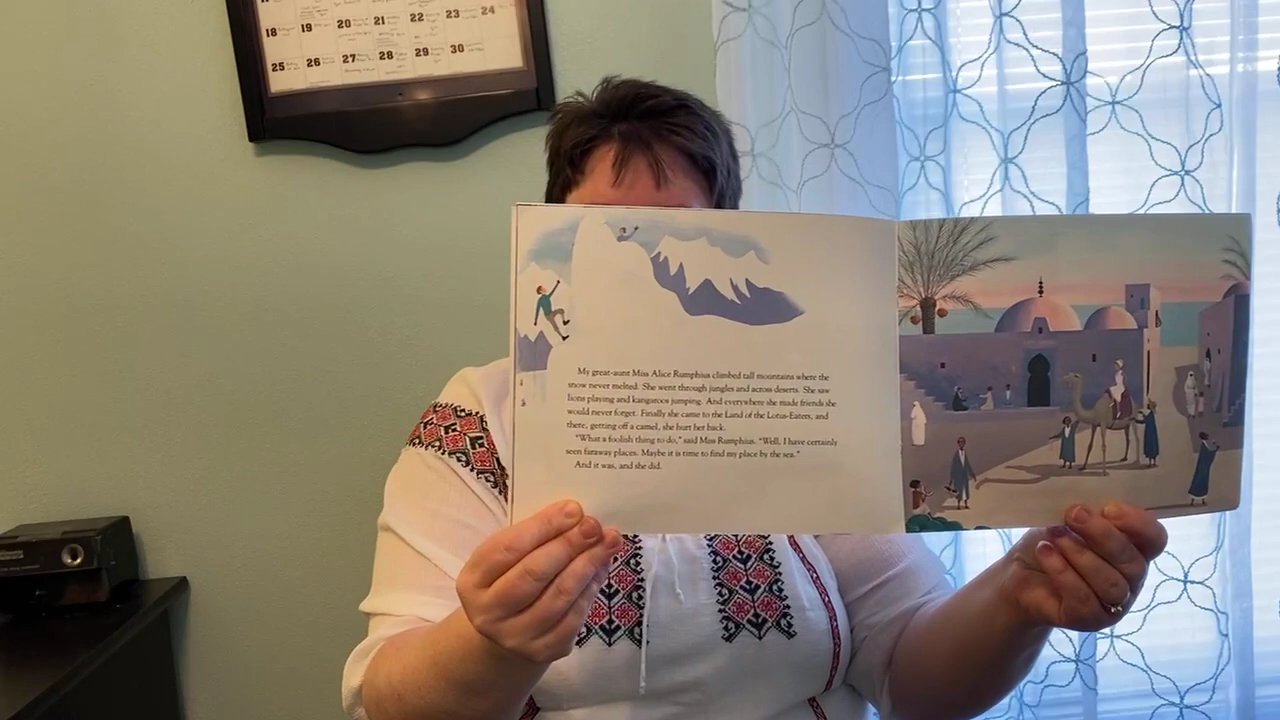 18 19 20 21 22 23 24
25 26 27 28 29 30
My great-aunt Miss Alice Rumphius climbed tall mountains where the
snow never melted. She went through jungles and across deserts. She saw
lions playing and kangaroos jumping. And everywhere she made friends she
would never forget. Finally she came to the Land of the Lotus-Eaters, and
there, getting off a camel, she hurt her back.
"What a foolish thing to do," said Miss Rumphius. "Well, I have certainly
seen faraway places. Maybe it is time to find my place by the sea."
And it was, and she did.